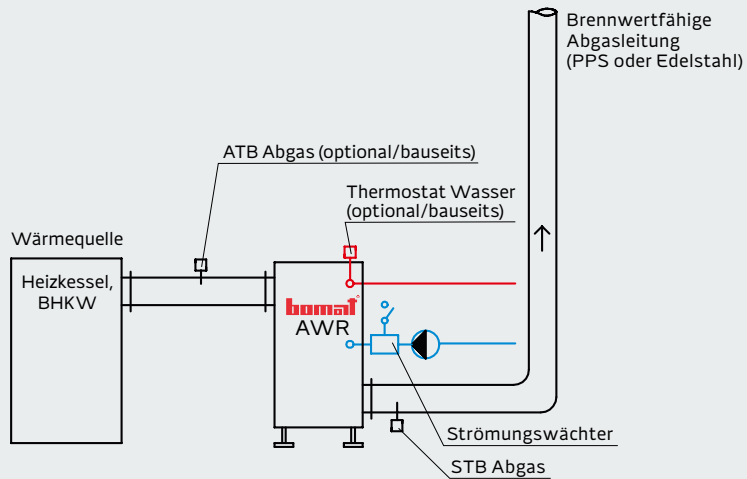 Brennwertfähige
Abgasleitung
(PPS oder Edelstahl)
ATB Abgas (optional/bauseits)
Thermostat Wasser
(optional/bauseits)
Wärmequelle
Heizkessel,
BHKW
bomat
AWR
Strömungswächter
STB Abgas